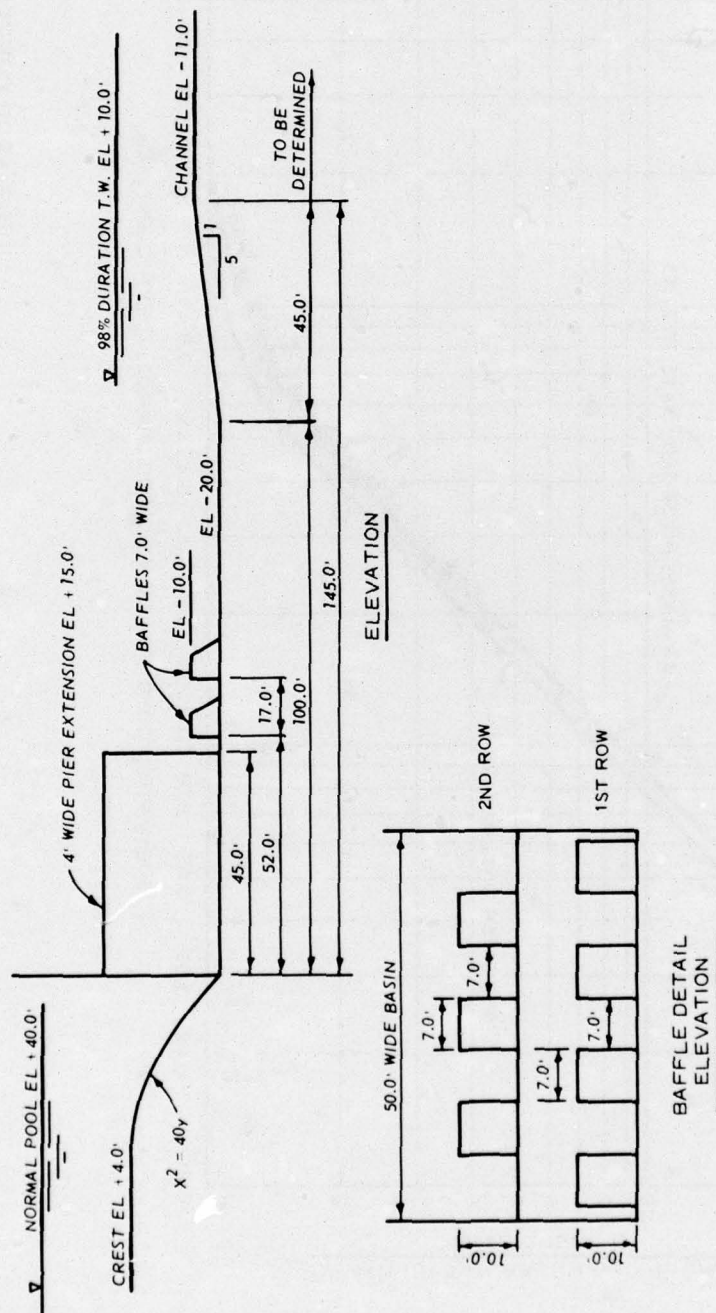 NORMAL POOL EL + 40.0'
4' WIDE PIER EXTENSION EL + 15.0'
98% DURATION T.W. EL + 10.0'
CREST EL + 4.0'
X² = 40y
BAFFLES 7.0' WIDE
EL - 10.0'
EL - 20.0'
1
5
CHANNEL EL - 11.0'
45.0'
52.0'
17.0'
100.0'
145.0'
45.0'
TO BE
DETERMINED
ELEVATION
50.0' WIDE BASIN
10.0'
7.0'
7.0'
2ND ROW
10.0'
7.0'
7.0'
1ST ROW
BAFFLE DETAIL
ELEVATION